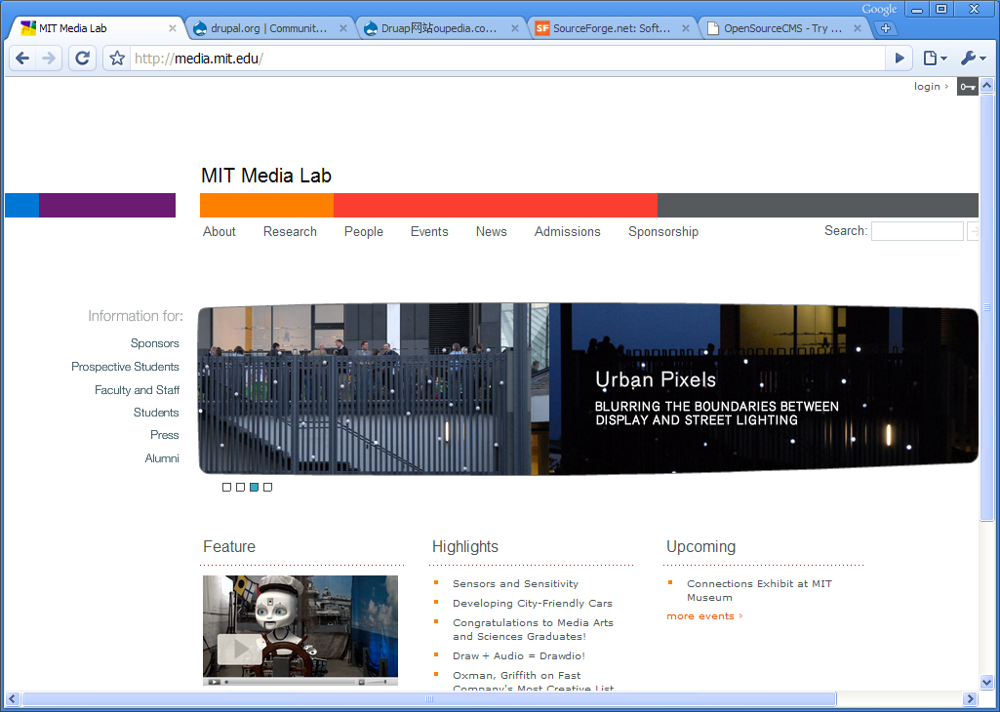 Google
MIT Media Lab
drupal.org | Communit...
Druap网站oupedia.co...
SourceForge.net: Soft...
OpenSourceCMS - Try ...
http://media.mit.edu/
login ›
MIT Media Lab
About Research People Events News Admissions Sponsorship Search:
Information for:
Sponsors
Prospective Students
Faculty and Staff
Students
Press
Alumni
Urban Pixels
BLURRING THE BOUNDARIES BETWEEN
DISPLAY AND STREET LIGHTING
Feature
Highlights
Sensors and Sensitivity
Developing City-Friendly Cars
Congratulations to Media Arts
and Sciences Graduates!
Draw + Audio = Drawdio!
Oxman, Griffith on Fast
Company's Most Creative List
Upcoming
Connections Exhibit at MIT
Museum
more events ›